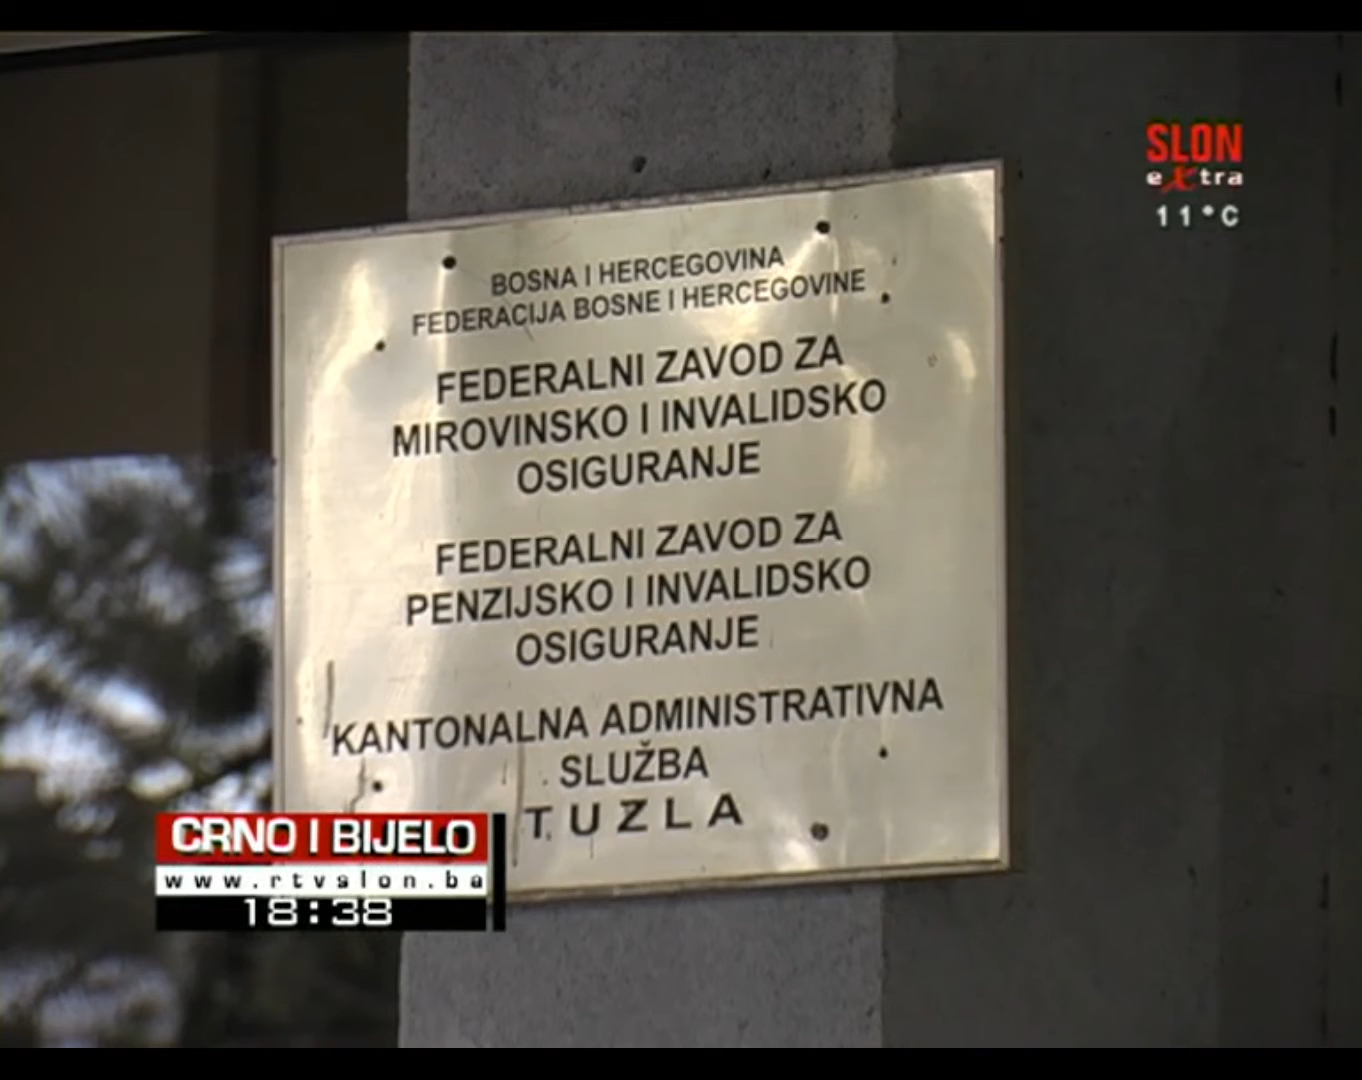 SLON
extra
11°C
BOSNA I HERCEGOVINA
FEDERACIJA BOSNE I HERCEGOVINE
FEDERALNI ZAVOD ZA
MIROVINSKO I INVALIDSKO
OSIGURANJE
FEDERALNI ZAVOD ZA
PENZIJSKO I INVALIDSKO
OSIGURANJE
KANTONALNA ADMINISTRATIVNA
SLUŽBA
TUZLA
CRNO I BIJELO
www.rtvslon.ba
18:38